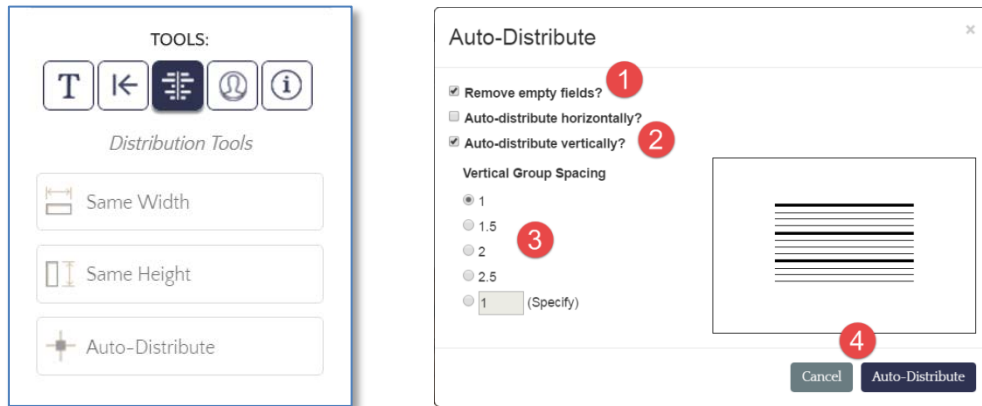 TOOLS:
T
Distribution Tools
Same Width
Same Height
Auto-Distribute
Auto-Distribute
×
Remove empty fields?
1
Auto-distribute horizontally?
Auto-distribute vertically?
2
Vertical Group Spacing
1
1.5
3
2
2.5
1 (Specify)
4
Cancel Auto-Distribute